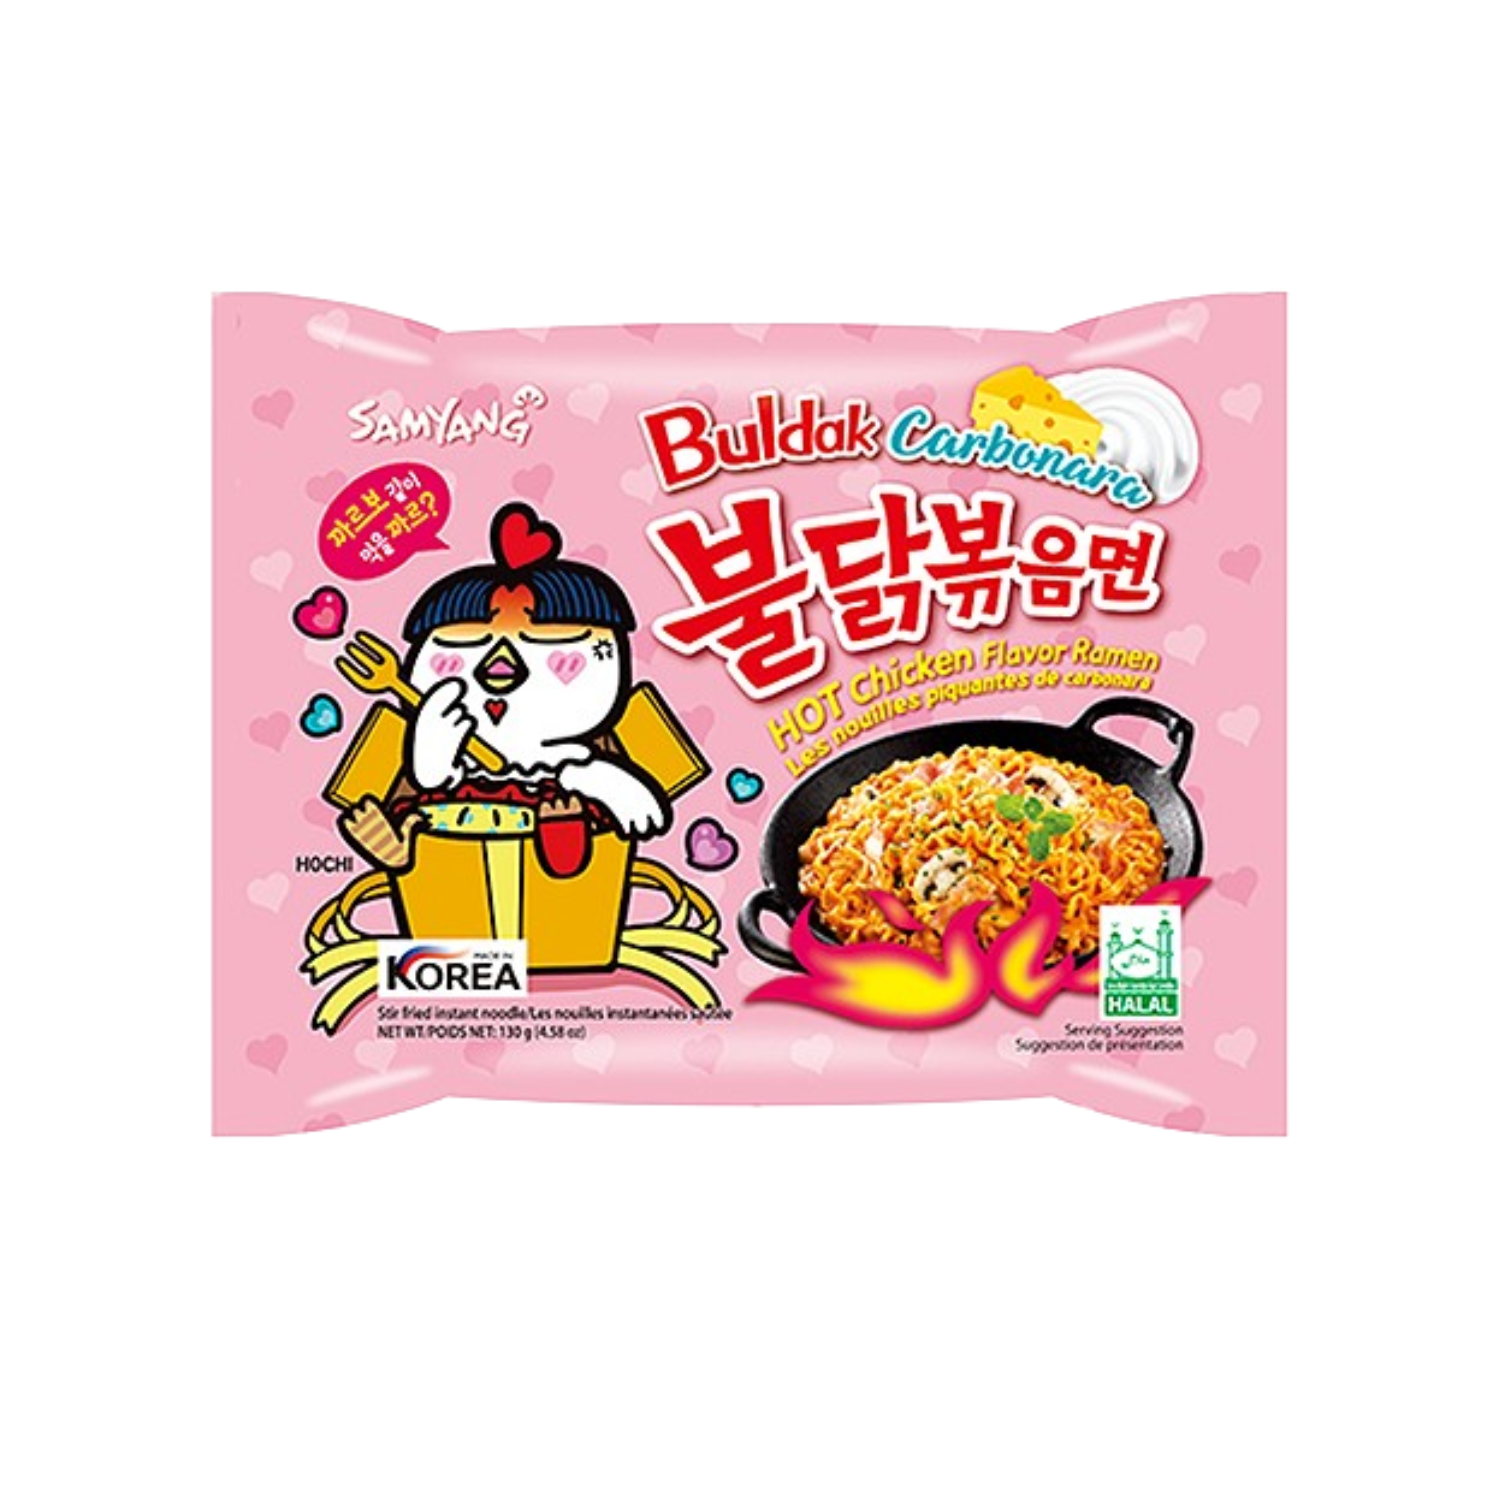 SAMYANG
까르보 같이
먹을까르?
Buldak Carbonara
불닭볶음면
HOT Chicken Flavor Ramen
Les nouilles piquantes de carbonara
HOCHI
MADE IN
KOREA
Stir fried instant noodle/Les nouilles instantanées sautée
NET WT./POIDS NET: 130 g (4.58 oz)
HALAL
Serving Suggestion
Suggestion de présentation